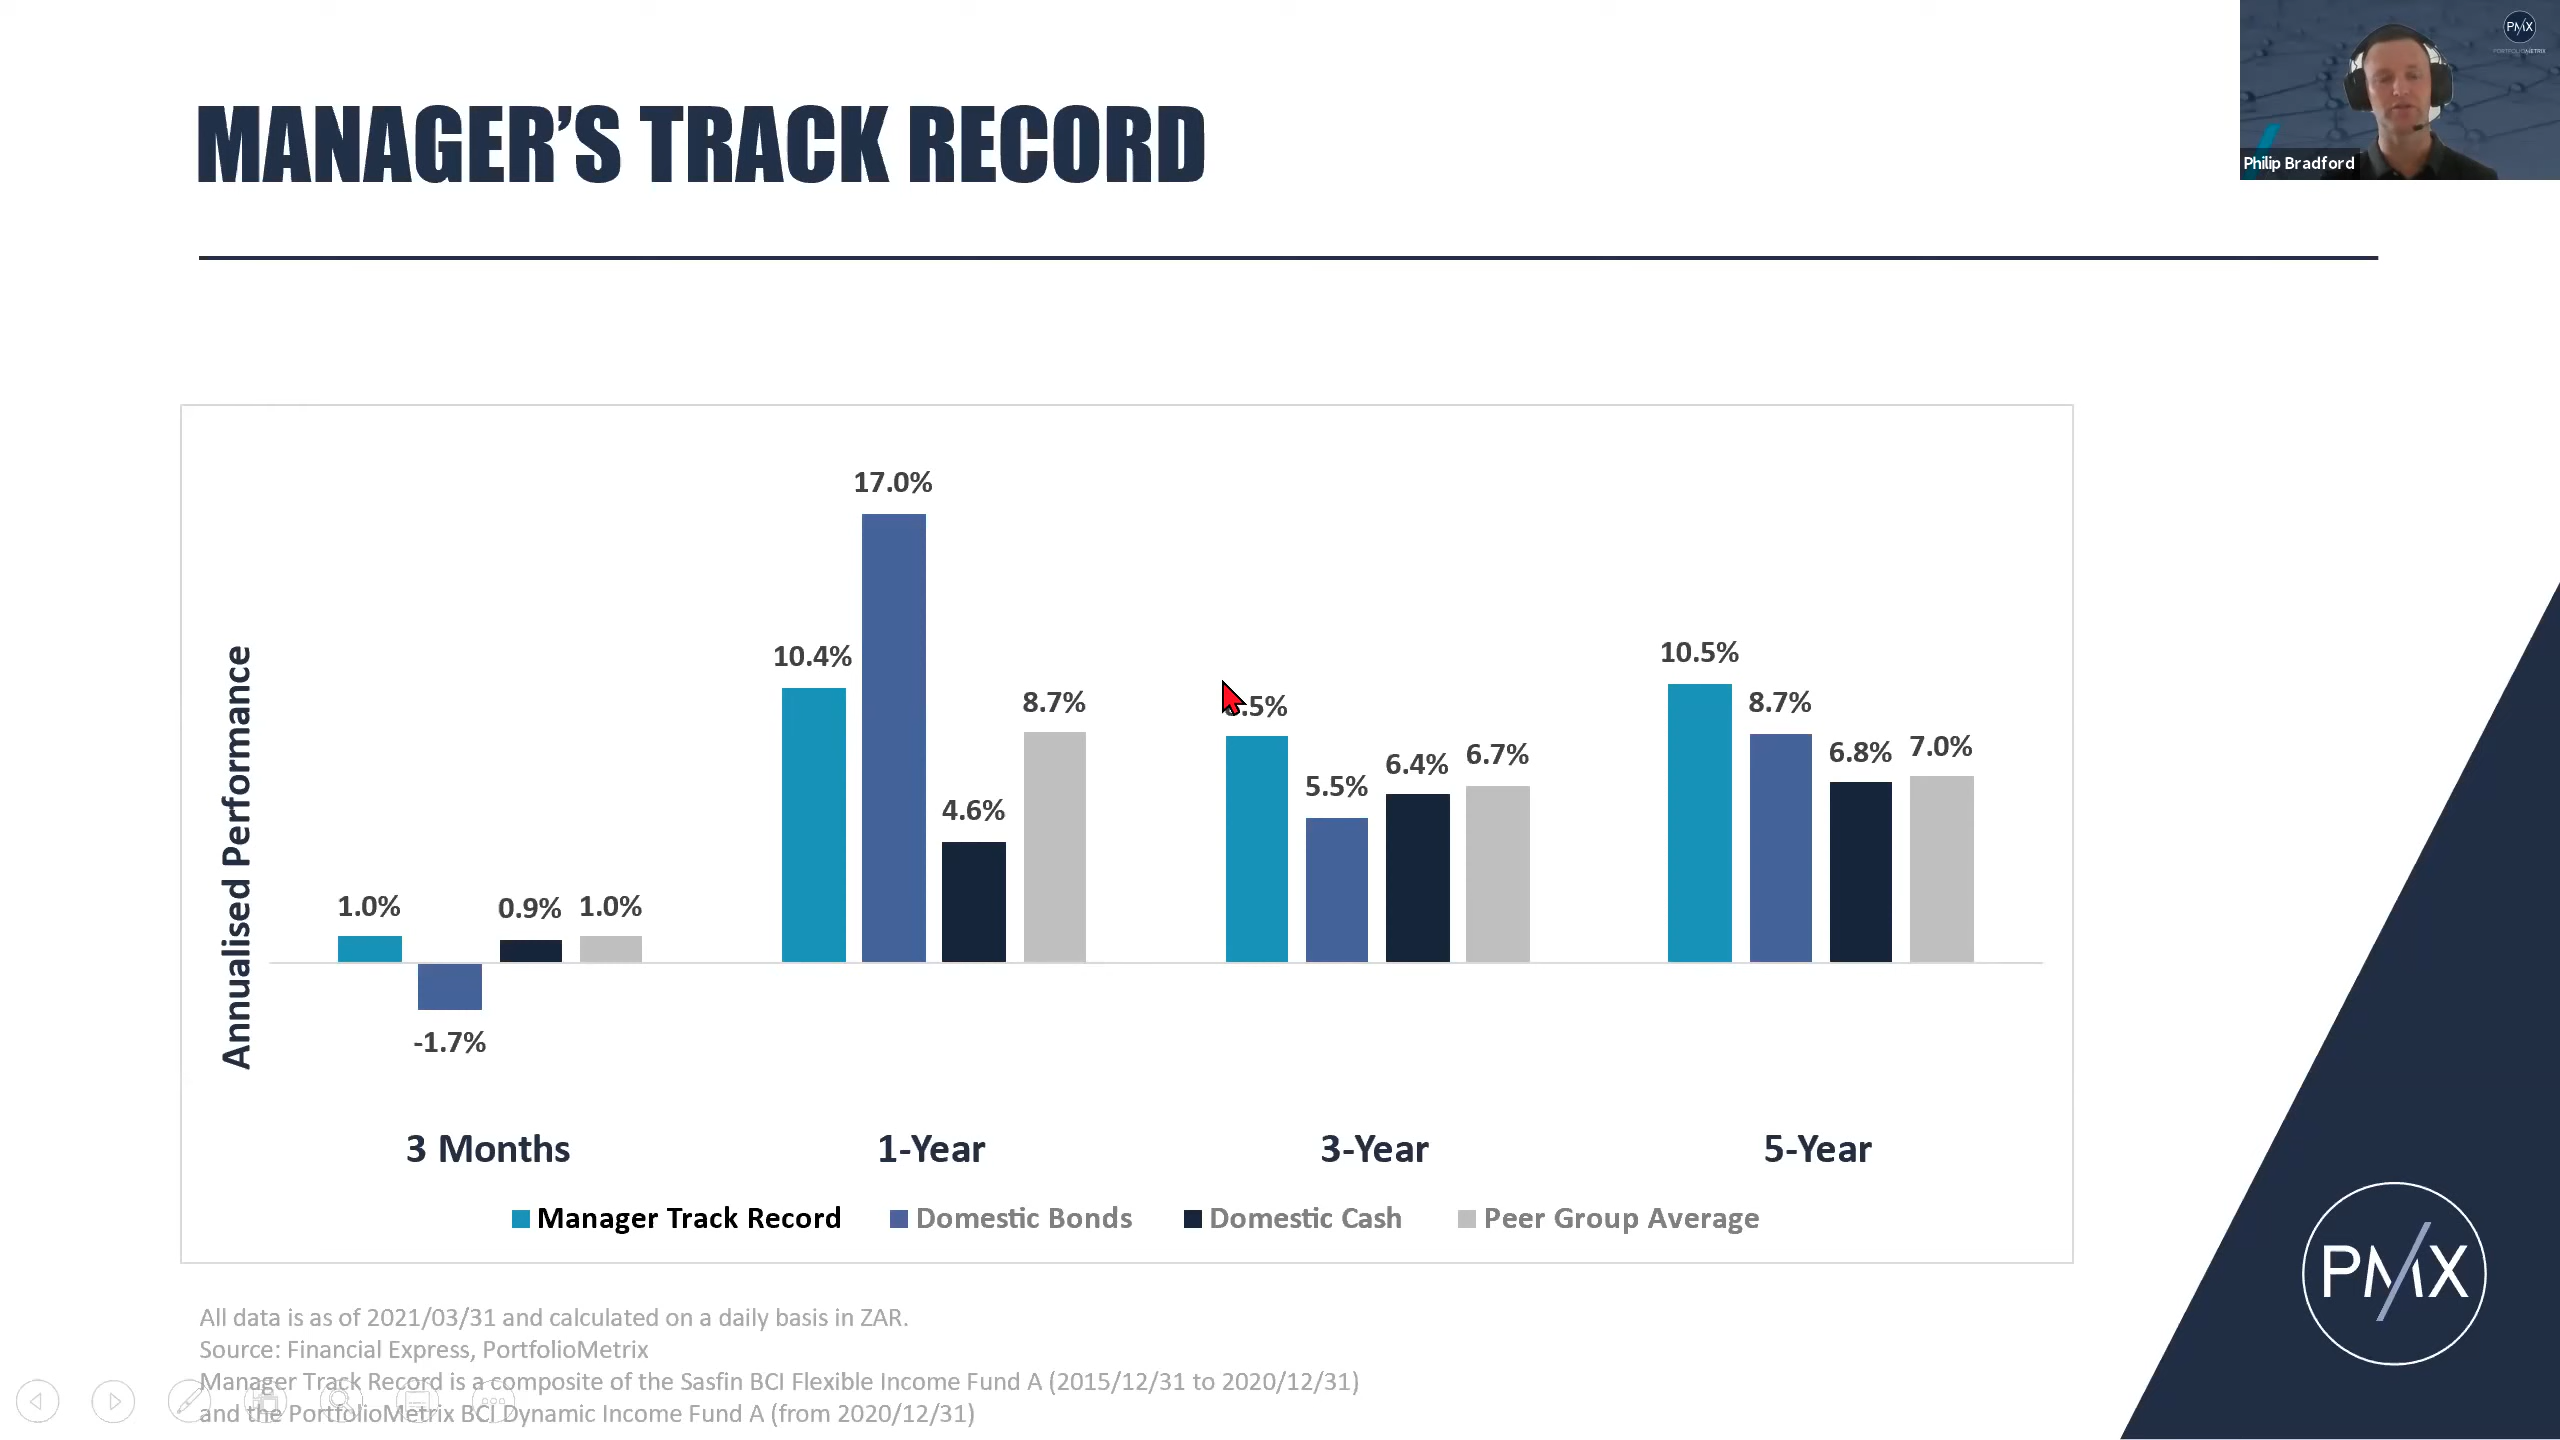 MANAGER'S TRACK RECORD
PMX
Philip Bradford
17.0%
10.4%
8.7%
10.5%
8.7%
5.5%
6.4%
6.7%
6.8%
7.0%
4.6%
1.0%
0.9%
1.0%
-1.7%
Annualised Performance
3 Months
1-Year
3-Year
5-Year
Manager Track Record
Domestic Bonds
Domestic Cash
Peer Group Average
PMX
All data is as of 2021/03/31 and calculated on a daily basis in ZAR.
Source: Financial Express, PortfolioMetrix
Manager Track Record is a composite of the Sasfin BCI Flexible Income Fund A (2015/12/31 to 2020/12/31)
and the PortfolioMetrix BCI Dynamic Income Fund A (from 2020/12/31)